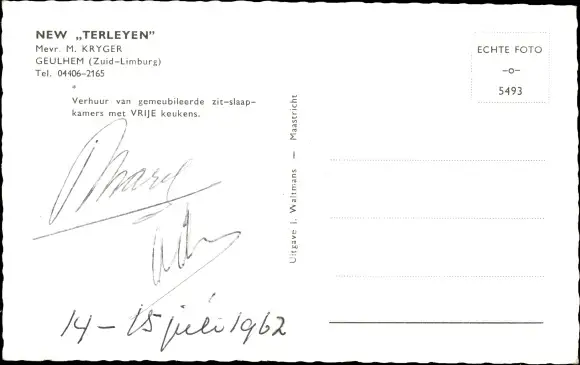 NEW „TERLEYEN”
Mevr. M. KRYGER
GEULHEM (Zuid-Limburg)
Tel. 04406-2165
Verhuur van gemeubileerde zit-slaap-
kamers met VRIJE keukens.
14 - 15 juli 1962
Uitgave j. Waltmans — Maastricht
ECHTE FOTO
-o-
5493